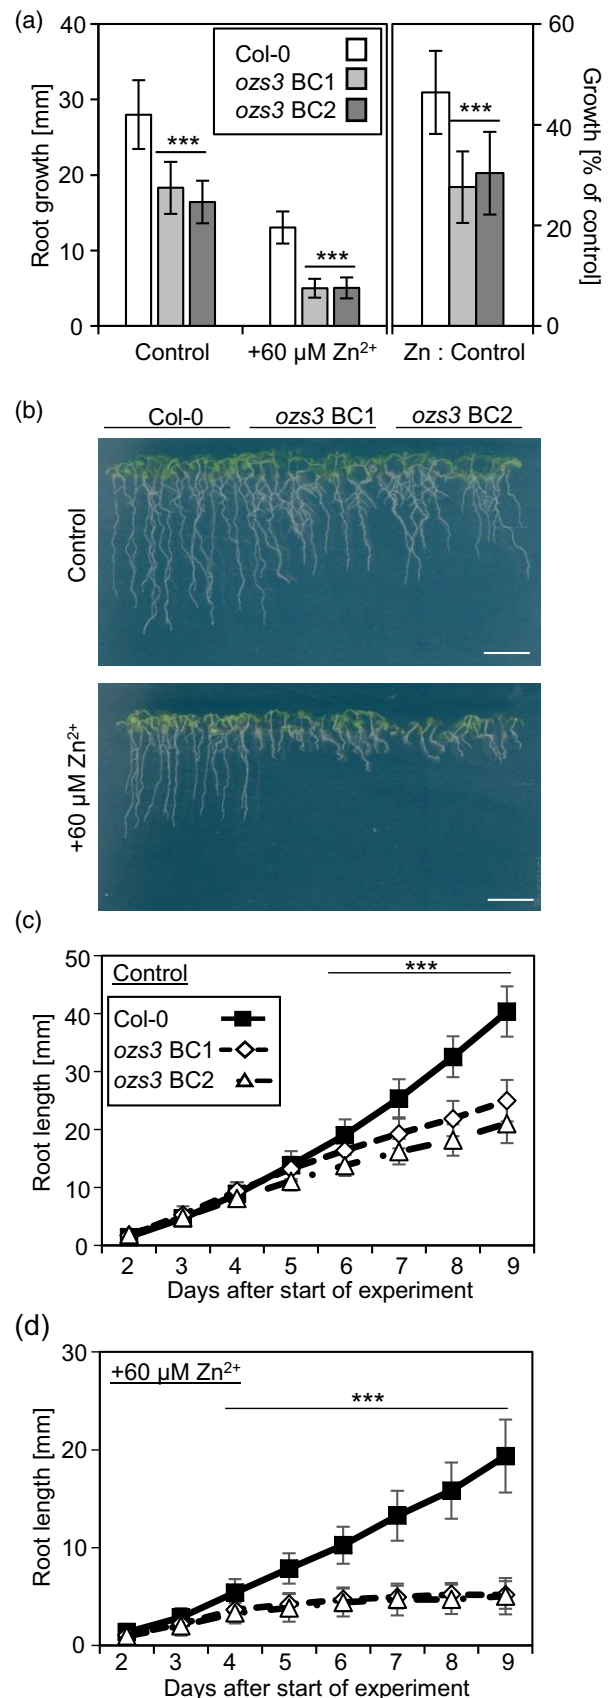 (a)
40
30
20
10
0
Root growth [mm]
Col-0
ozs3 BC1
ozs3 BC2
***
***
***
60
40
20
0
Growth [% of control]
Control
+60 µM Zn²⁺
Zn : Control
(b)
Col-0
ozs3 BC1
ozs3 BC2
Control
+60 µM Zn²⁺
(c)
50
40
30
20
10
0
Root length [mm]
Control
***
Col-0
ozs3 BC1
ozs3 BC2
2 3 4 5 6 7 8 9
Days after start of experiment
(d)
30
20
10
0
Root length [mm]
+60 µM Zn²⁺
***
2 3 4 5 6 7 8 9
Days after start of experiment